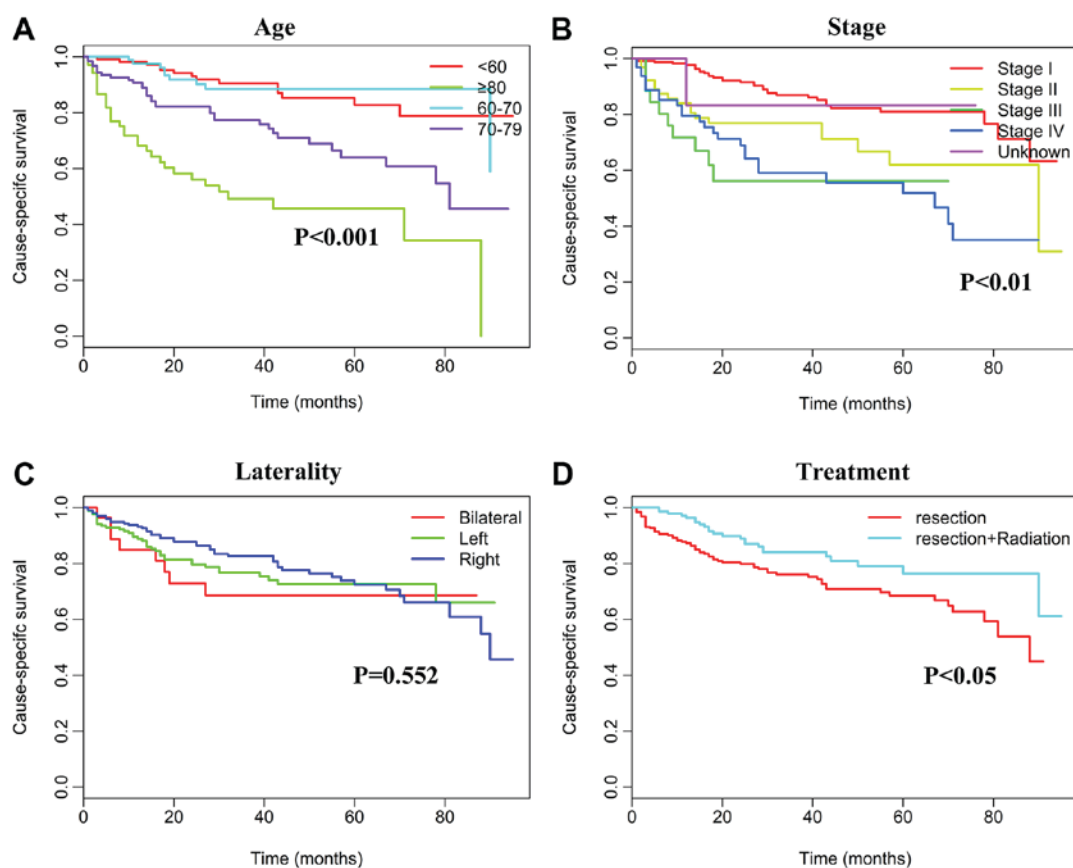 A
Age
Cause-specifc survival
1.0
0.8
0.6
0.4
0.2
0.0
<60
≥80
60-70
70-79
P<0.001
0
20
40
60
80
Time (months)
B
Stage
Cause-specifc survival
1.0
0.8
0.6
0.4
0.2
0.0
Stage I
Stage II
Stage III
Stage IV
Unknown
P<0.01
0
20
40
60
80
Time (months)
C
Laterality
Cause-specifc survival
1.0
0.8
0.6
0.4
0.2
0.0
Bilateral
Left
Right
P=0.552
0
20
40
60
80
Time (months)
D
Treatment
Cause-specifc survival
1.0
0.8
0.6
0.4
0.2
0.0
resection
resection+Radiation
P<0.05
0
20
40
60
80
Time (months)